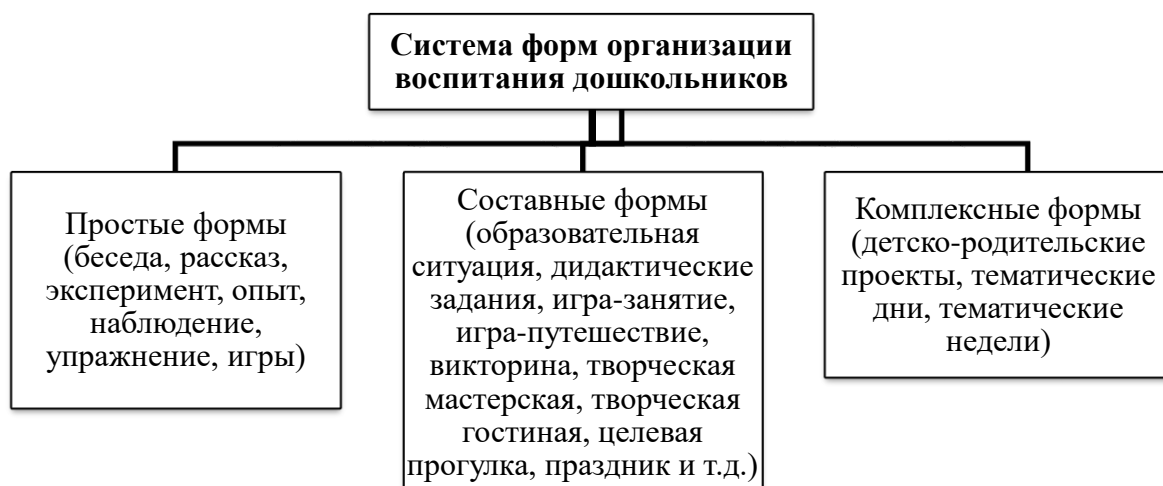 Система форм организации
воспитания дошкольников
Простые формы
(беседа, рассказ,
эксперимент, опыт,
наблюдение,
упражнение, игры)
Составные формы
(образовательная
ситуация, дидактические
задания, игра-занятие,
игра-путешествие,
викторина, творческая
мастерская, творческая
гостиная, целевая
прогулка, праздник и т.д.)
Комплексные формы
(детско-родительские
проекты, тематические
дни, тематические
недели)